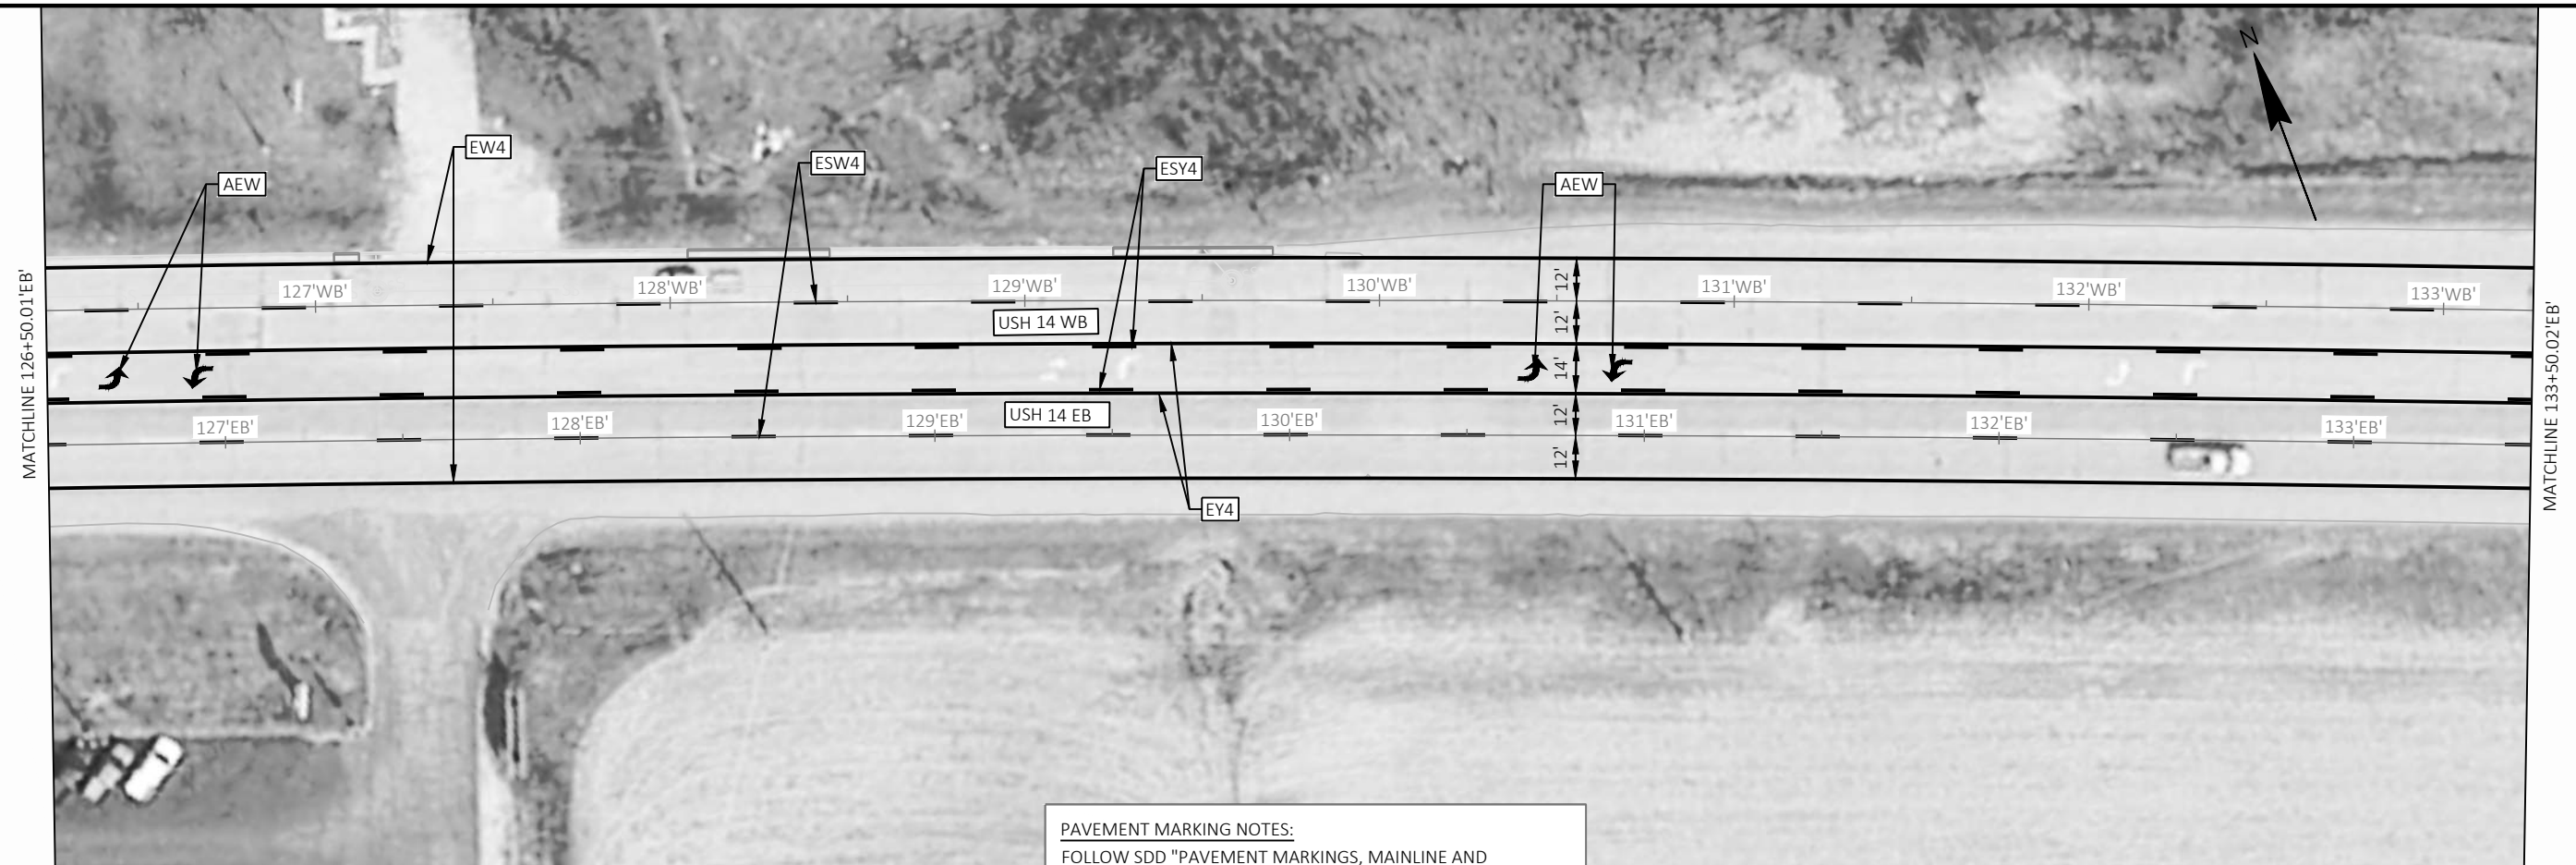 N
EW4
ESW4
ESY4
AEW
AEW
MATCHLINE 126+50.01'EB'
MATCHLINE 133+50.02'EB'
127'WB'
128'WB'
129'WB'
130'WB'
131'WB'
132'WB'
133'WB'
12'
USH 14 WB
12'
14'
USH 14 EB
12'
127'EB'
128'EB'
129'EB'
130'EB'
131'EB'
132'EB'
133'EB'
12'
EY4
PAVEMENT MARKING NOTES:
FOLLOW SDD "PAVEMENT MARKINGS, MAINLINE AND